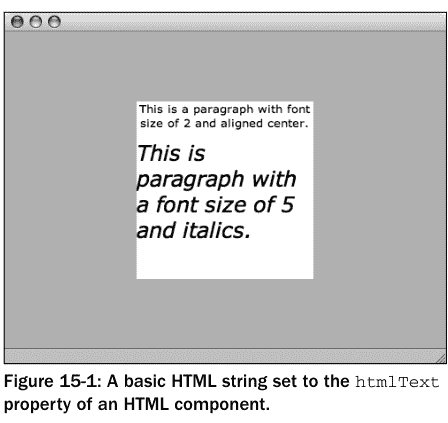 This is a paragraph with font
size of 2 and aligned center.
This is
paragraph with
a font size of 5
and italics.
Figure 15-1: A basic HTML string set to the htmlText
property of an HTML component.